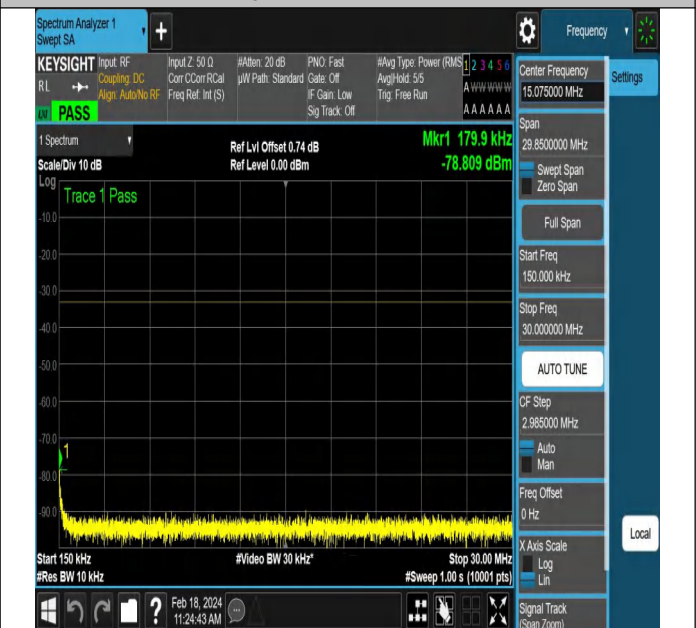 Spectrum Analyzer 1
Swept SA
Frequency
KEYSIGHT
RL
PASS
Input: RF
Coupling: DC
Align: Auto/No RF
Input Z: 50 Ω
Corr CCorr RCal
Freq Ref: Int (S)
#Atten: 20 dB
µW Path: Standard
PNO: Fast
Gate: Off
IF Gain: Low
Sig Track: Off
#Avg Type: Power (RMS
Avg|Hold: 5/5
Trig: Free Run
1 2 3 4 5 6
A W W W W W
A A A A A A
1 Spectrum
Scale/Div 10 dB
Ref Lvl Offset 0.74 dB
Ref Level 0.00 dBm
Mkr1 179.9 kHz
-78.809 dBm
Log
Trace 1 Pass
-10.0
-20.0
-30.0
-40.0
-50.0
-60.0
-70.0
1
-80.0
-90.0
Start 150 kHz
#Video BW 30 kHz*
Stop 30.00 MHz
#Res BW 10 kHz
#Sweep 1.00 s (10001 pts)
?
Feb 18, 2024
11:24:43 AM
Center Frequency
15.075000 MHz
Settings
Span
29.8500000 MHz
Swept Span
Zero Span
Full Span
Start Freq
150.000 kHz
Stop Freq
30.000000 MHz
AUTO TUNE
CF Step
2.985000 MHz
Auto
Man
Freq Offset
0 Hz
Local
X Axis Scale
Log
Lin
Signal Track
(Span Zoom)